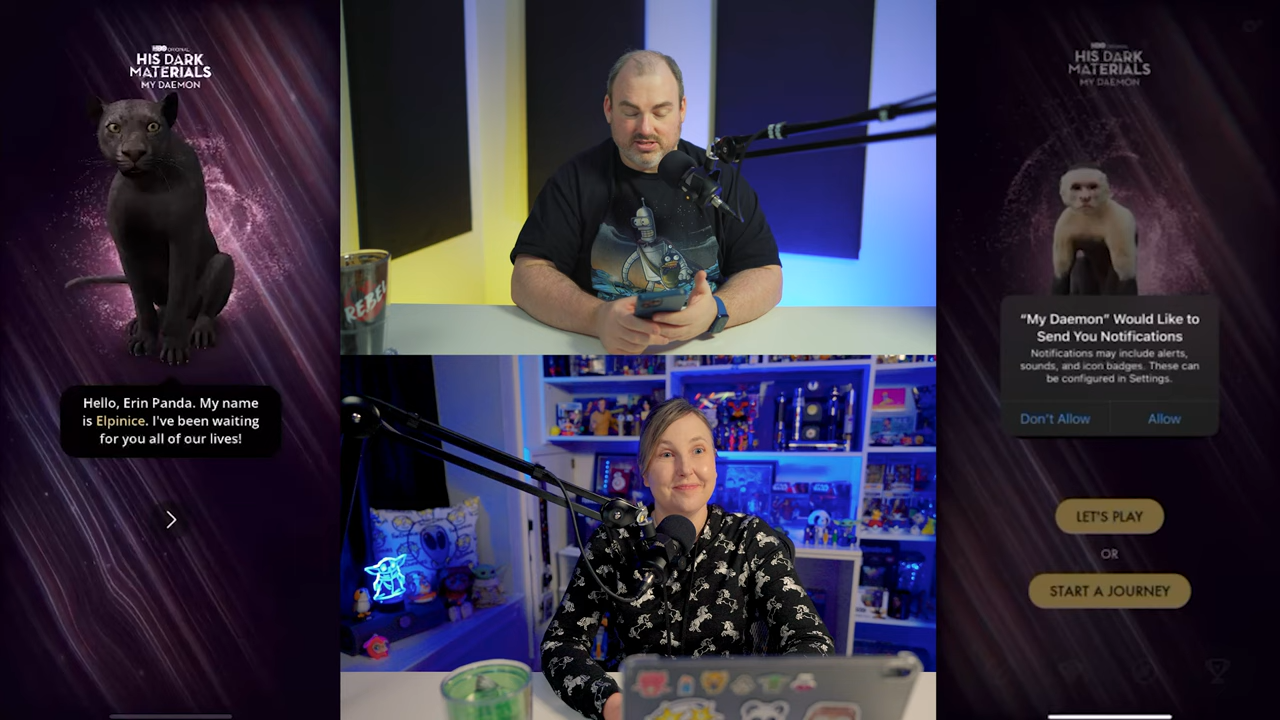 HBO ORIGINAL
HIS DARK
MATERIALS
MY DAEMON
Hello, Erin Panda. My name
is Elpinice. I've been waiting
for you all of our lives!
REBEL
HBO ORIGINAL
HIS DARK
MATERIALS
MY DAEMON
“My Daemon” Would Like to
Send You Notifications
Notifications may include alerts,
sounds, and icon badges. These can
be configured in Settings.
Don't Allow
Allow
LET'S PLAY
OR
START A JOURNEY